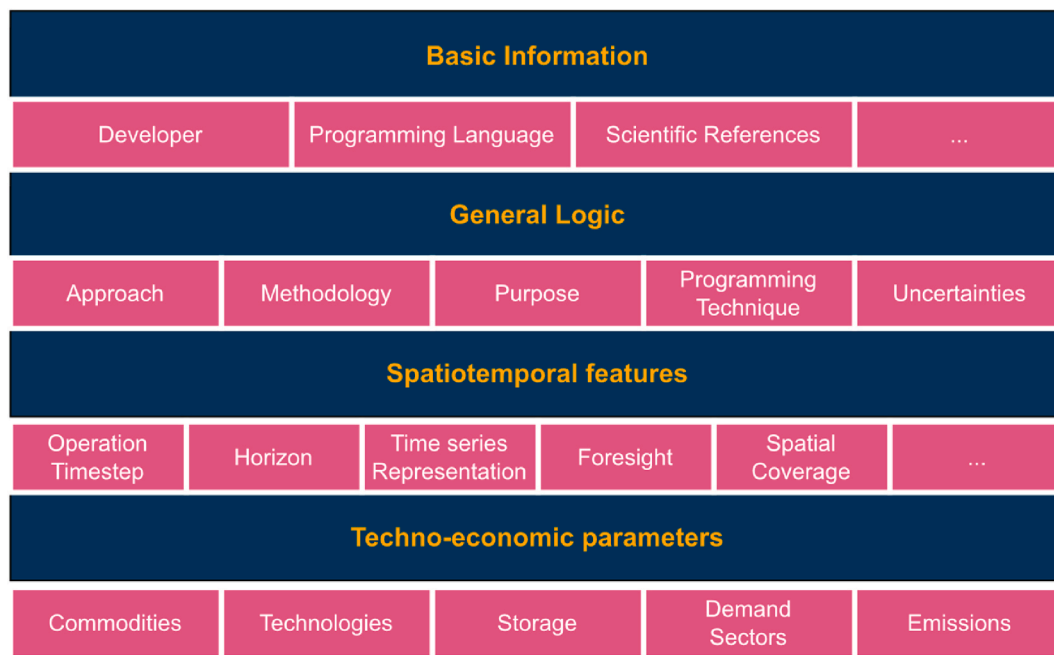 Basic Information
Developer
Programming Language
Scientific References
...
General Logic
Approach
Methodology
Purpose
Programming
Technique
Uncertainties
Spatiotemporal features
Operation
Timestep
Horizon
Time series
Representation
Foresight
Spatial
Coverage
...
Techno-economic parameters
Commodities
Technologies
Storage
Demand
Sectors
Emissions